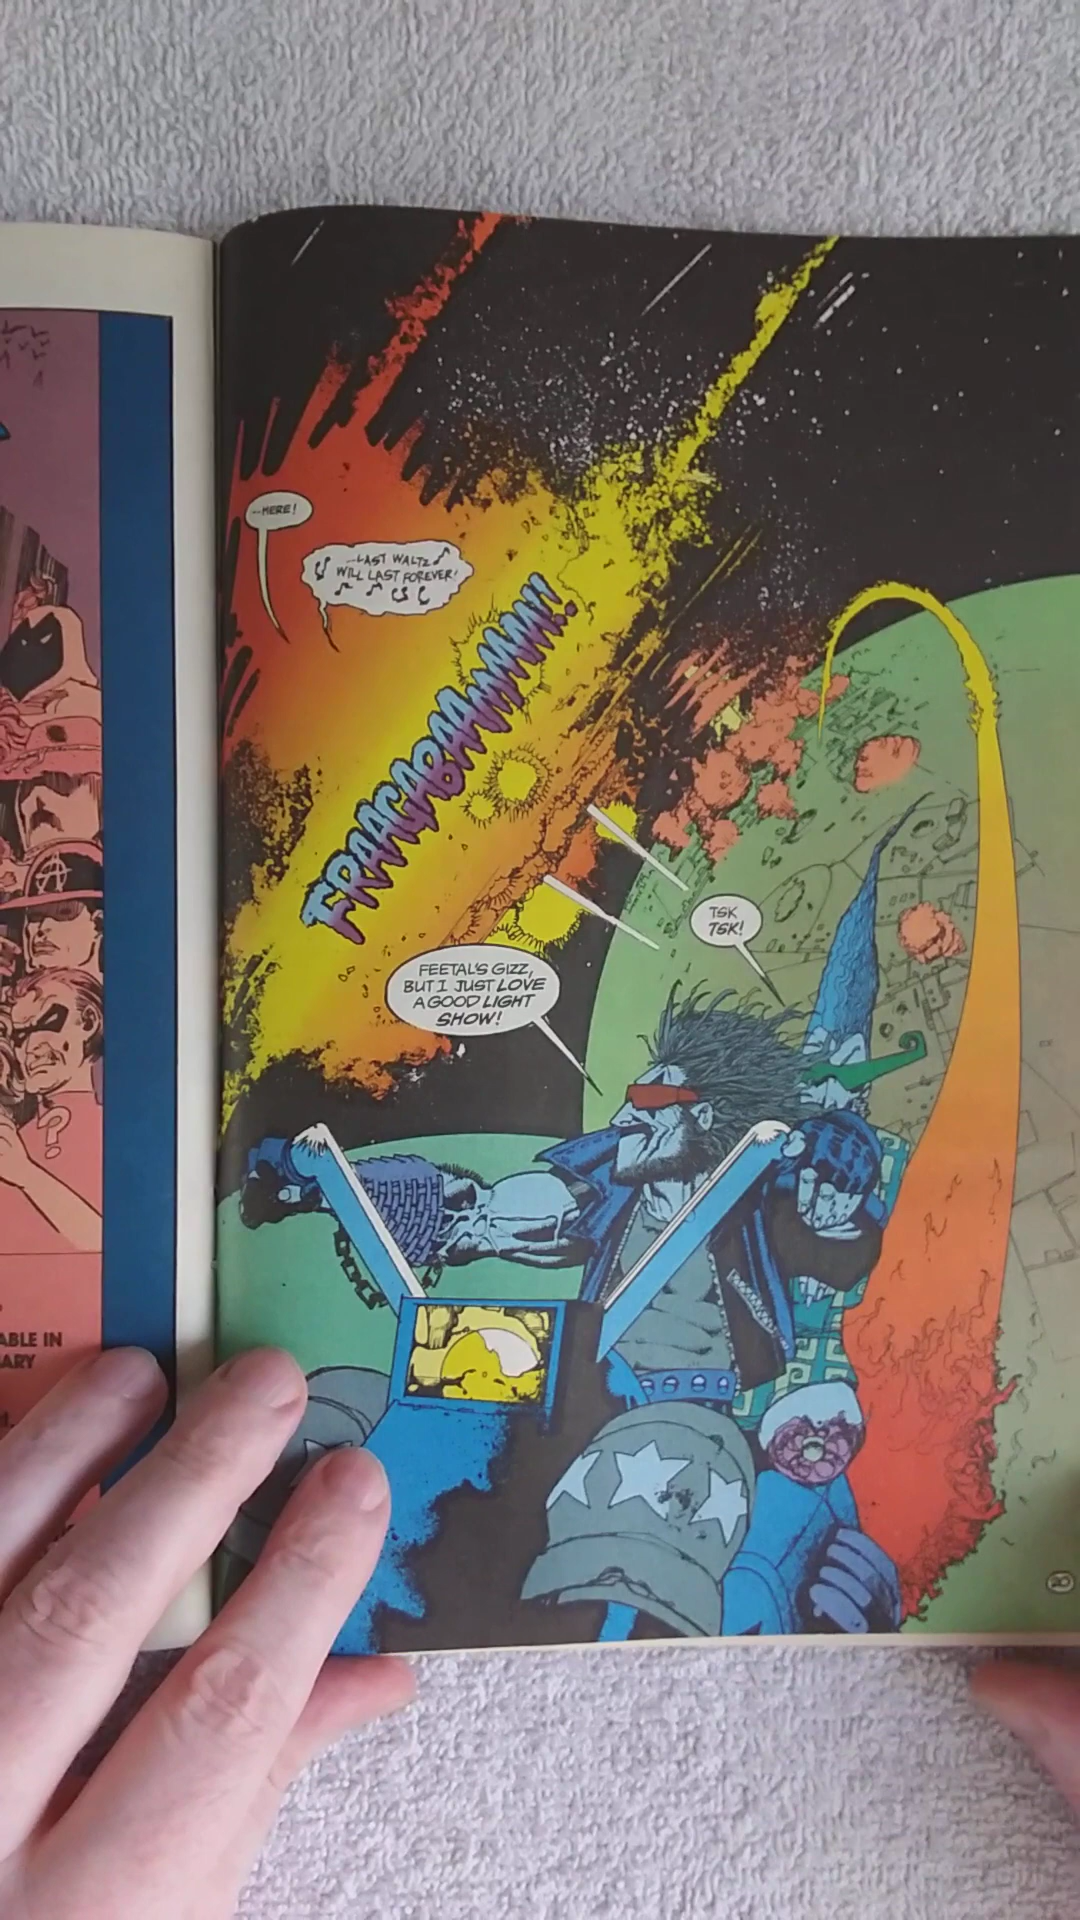 ...HERE!
...LAST WALTZ
WILL LAST FOREVER!
FRAAGABAAMMM!!
TSK
TSK!
FEETAL'S GIZZ,
BUT I JUST LOVE
A GOOD LIGHT
SHOW!
ABLE IN
ARY
?
20